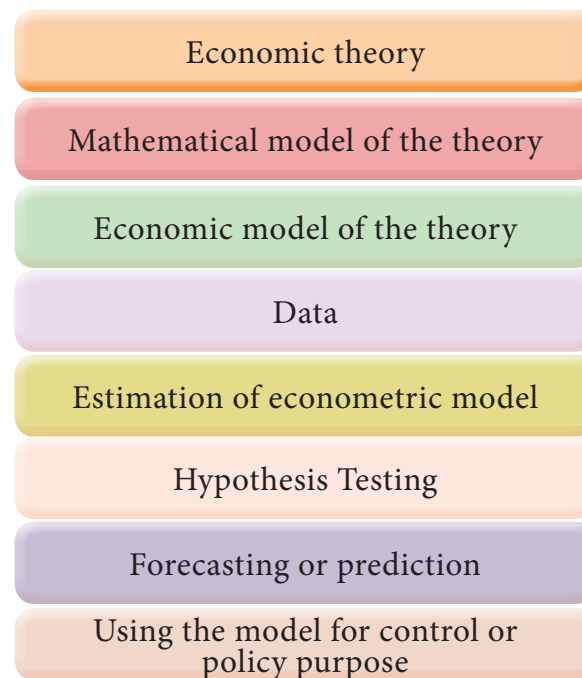 Economic theory
Mathematical model of the theory
Economic model of the theory
Data
Estimation of econometric model
Hypothesis Testing
Forecasting or prediction
Using the model for control or
policy purpose